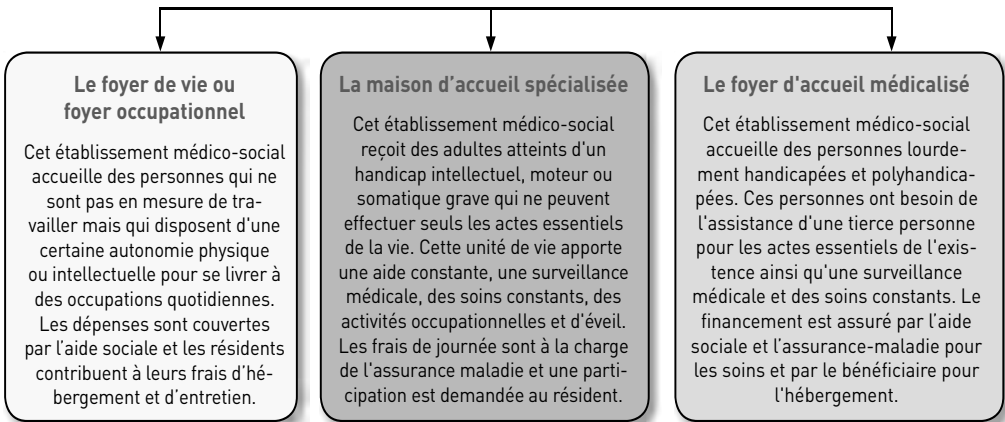 Le foyer de vie ou
foyer occupationnel
Cet établissement médico-social
accueille des personnes qui ne
sont pas en mesure de tra-
vailler mais qui disposent d'une
certaine autonomie physique
ou intellectuelle pour se livrer à
des occupations quotidiennes.
Les dépenses sont couvertes
par l’aide sociale et les résidents
contribuent à leurs frais d’hé-
bergement et d’entretien.
La maison d’accueil spécialisée
Cet établissement médico-social
reçoit des adultes atteints d'un
handicap intellectuel, moteur ou
somatique grave qui ne peuvent
effectuer seuls les actes essentiels
de la vie. Cette unité de vie apporte
une aide constante, une surveillance
médicale, des soins constants, des
activités occupationnelles et d'éveil.
Les frais de journée sont à la charge
de l'assurance maladie et une parti-
cipation est demandée au résident.
Le foyer d'accueil médicalisé
Cet établissement médico-social
accueille des personnes lourde-
ment handicapées et polyhandica-
pées. Ces personnes ont besoin de
l'assistance d'une tierce personne
pour les actes essentiels de l'exis-
tence ainsi qu'une surveillance
médicale et des soins constants. Le
financement est assuré par l’aide
sociale et l’assurance-maladie pour
les soins et par le bénéficiaire pour
l'hébergement.